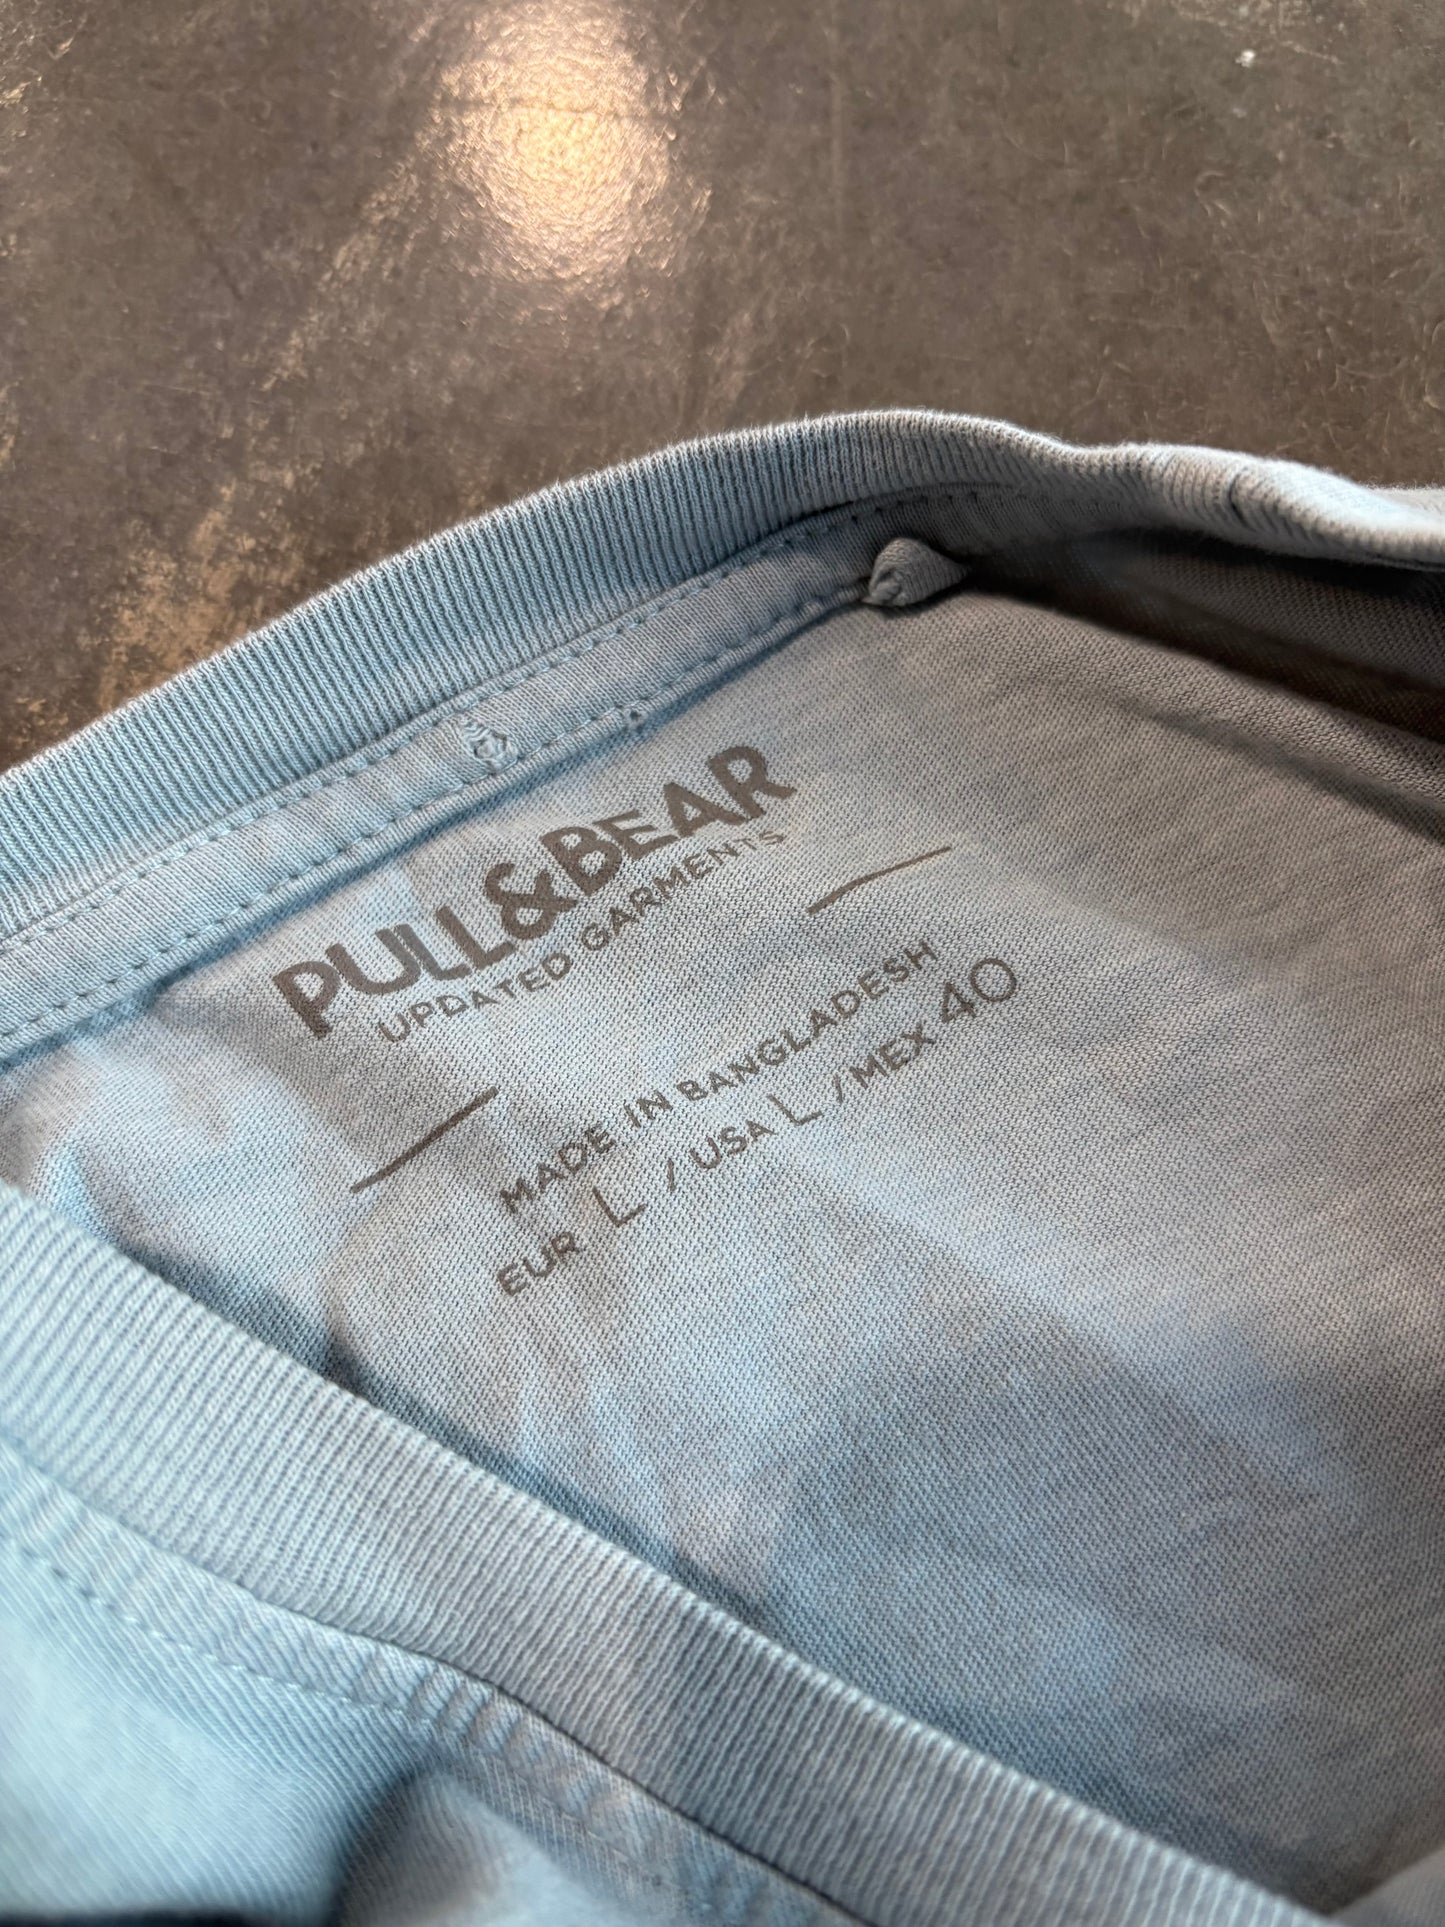 PULL&BEAR
UPDATED GARMENTS
MADE IN BANGLADESH
EUR L / USA L / MEX 40